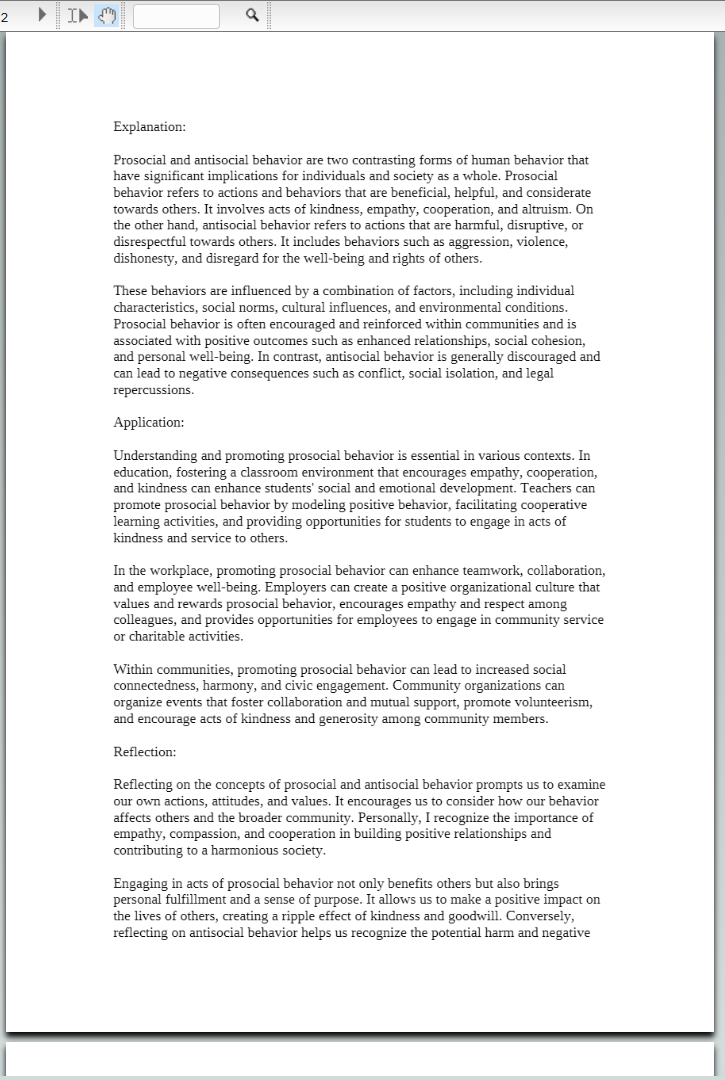 2
Explanation:
Prosocial and antisocial behavior are two contrasting forms of human behavior that
have significant implications for individuals and society as a whole. Prosocial
behavior refers to actions and behaviors that are beneficial, helpful, and considerate
towards others. It involves acts of kindness, empathy, cooperation, and altruism. On
the other hand, antisocial behavior refers to actions that are harmful, disruptive, or
disrespectful towards others. It includes behaviors such as aggression, violence,
dishonesty, and disregard for the well-being and rights of others.
These behaviors are influenced by a combination of factors, including individual
characteristics, social norms, cultural influences, and environmental conditions.
Prosocial behavior is often encouraged and reinforced within communities and is
associated with positive outcomes such as enhanced relationships, social cohesion,
and personal well-being. In contrast, antisocial behavior is generally discouraged and
can lead to negative consequences such as conflict, social isolation, and legal
repercussions.
Application:
Understanding and promoting prosocial behavior is essential in various contexts. In
education, fostering a classroom environment that encourages empathy, cooperation,
and kindness can enhance students' social and emotional development. Teachers can
promote prosocial behavior by modeling positive behavior, facilitating cooperative
learning activities, and providing opportunities for students to engage in acts of
kindness and service to others.
In the workplace, promoting prosocial behavior can enhance teamwork, collaboration,
and employee well-being. Employers can create a positive organizational culture that
values and rewards prosocial behavior, encourages empathy and respect among
colleagues, and provides opportunities for employees to engage in community service
or charitable activities.
Within communities, promoting prosocial behavior can lead to increased social
connectedness, harmony, and civic engagement. Community organizations can
organize events that foster collaboration and mutual support, promote volunteerism,
and encourage acts of kindness and generosity among community members.
Reflection:
Reflecting on the concepts of prosocial and antisocial behavior prompts us to examine
our own actions, attitudes, and values. It encourages us to consider how our behavior
affects others and the broader community. Personally, I recognize the importance of
empathy, compassion, and cooperation in building positive relationships and
contributing to a harmonious society.
Engaging in acts of prosocial behavior not only benefits others but also brings
personal fulfillment and a sense of purpose. It allows us to make a positive impact on
the lives of others, creating a ripple effect of kindness and goodwill. Conversely,
reflecting on antisocial behavior helps us recognize the potential harm and negative